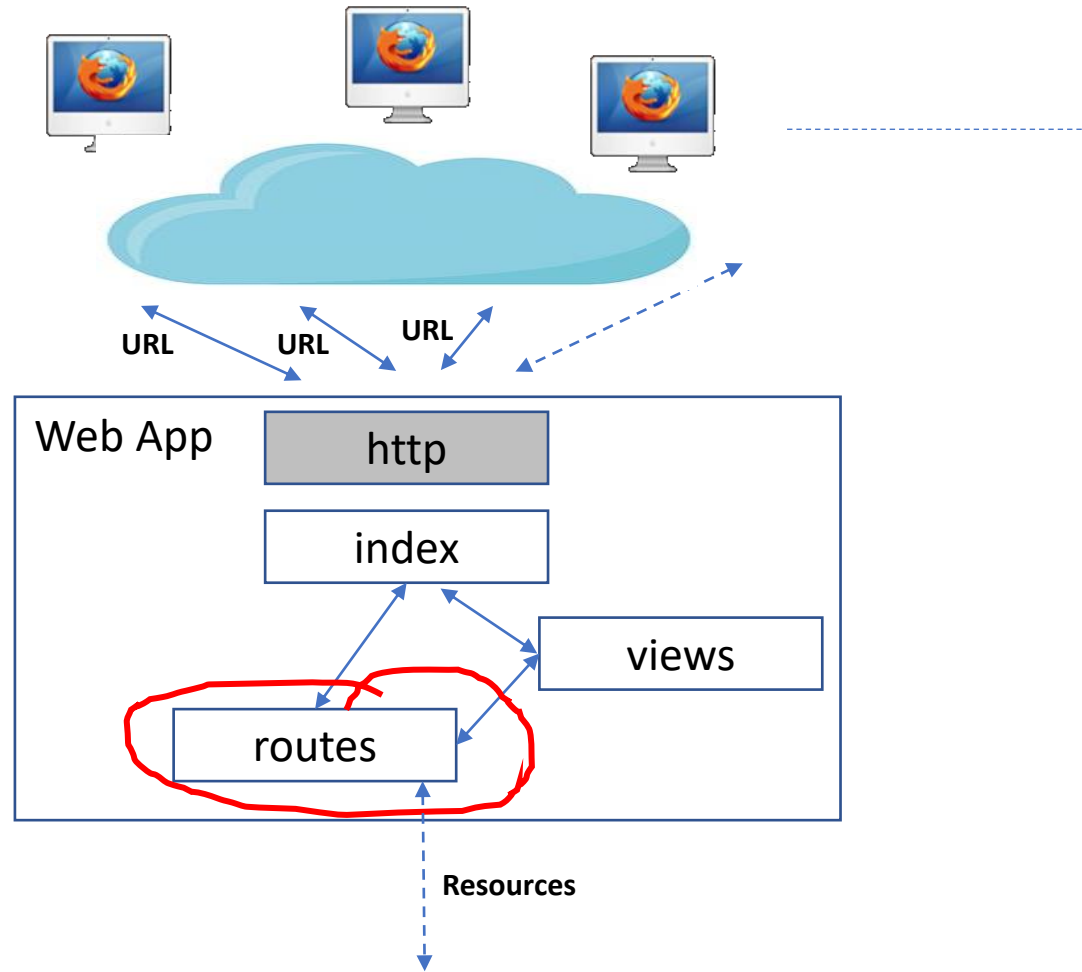 URL
URL
URL
Web App
http
index
views
routes
Resources